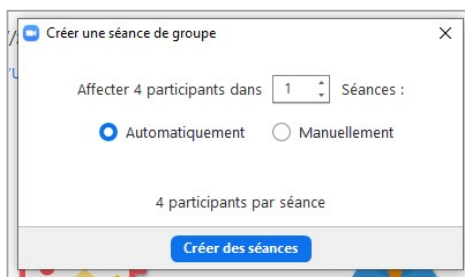 Créer une séance de groupe
Affecter 4 participants dans 1 Séances :
Automatiquement Manuellement
4 participants par séance
Créer des séances